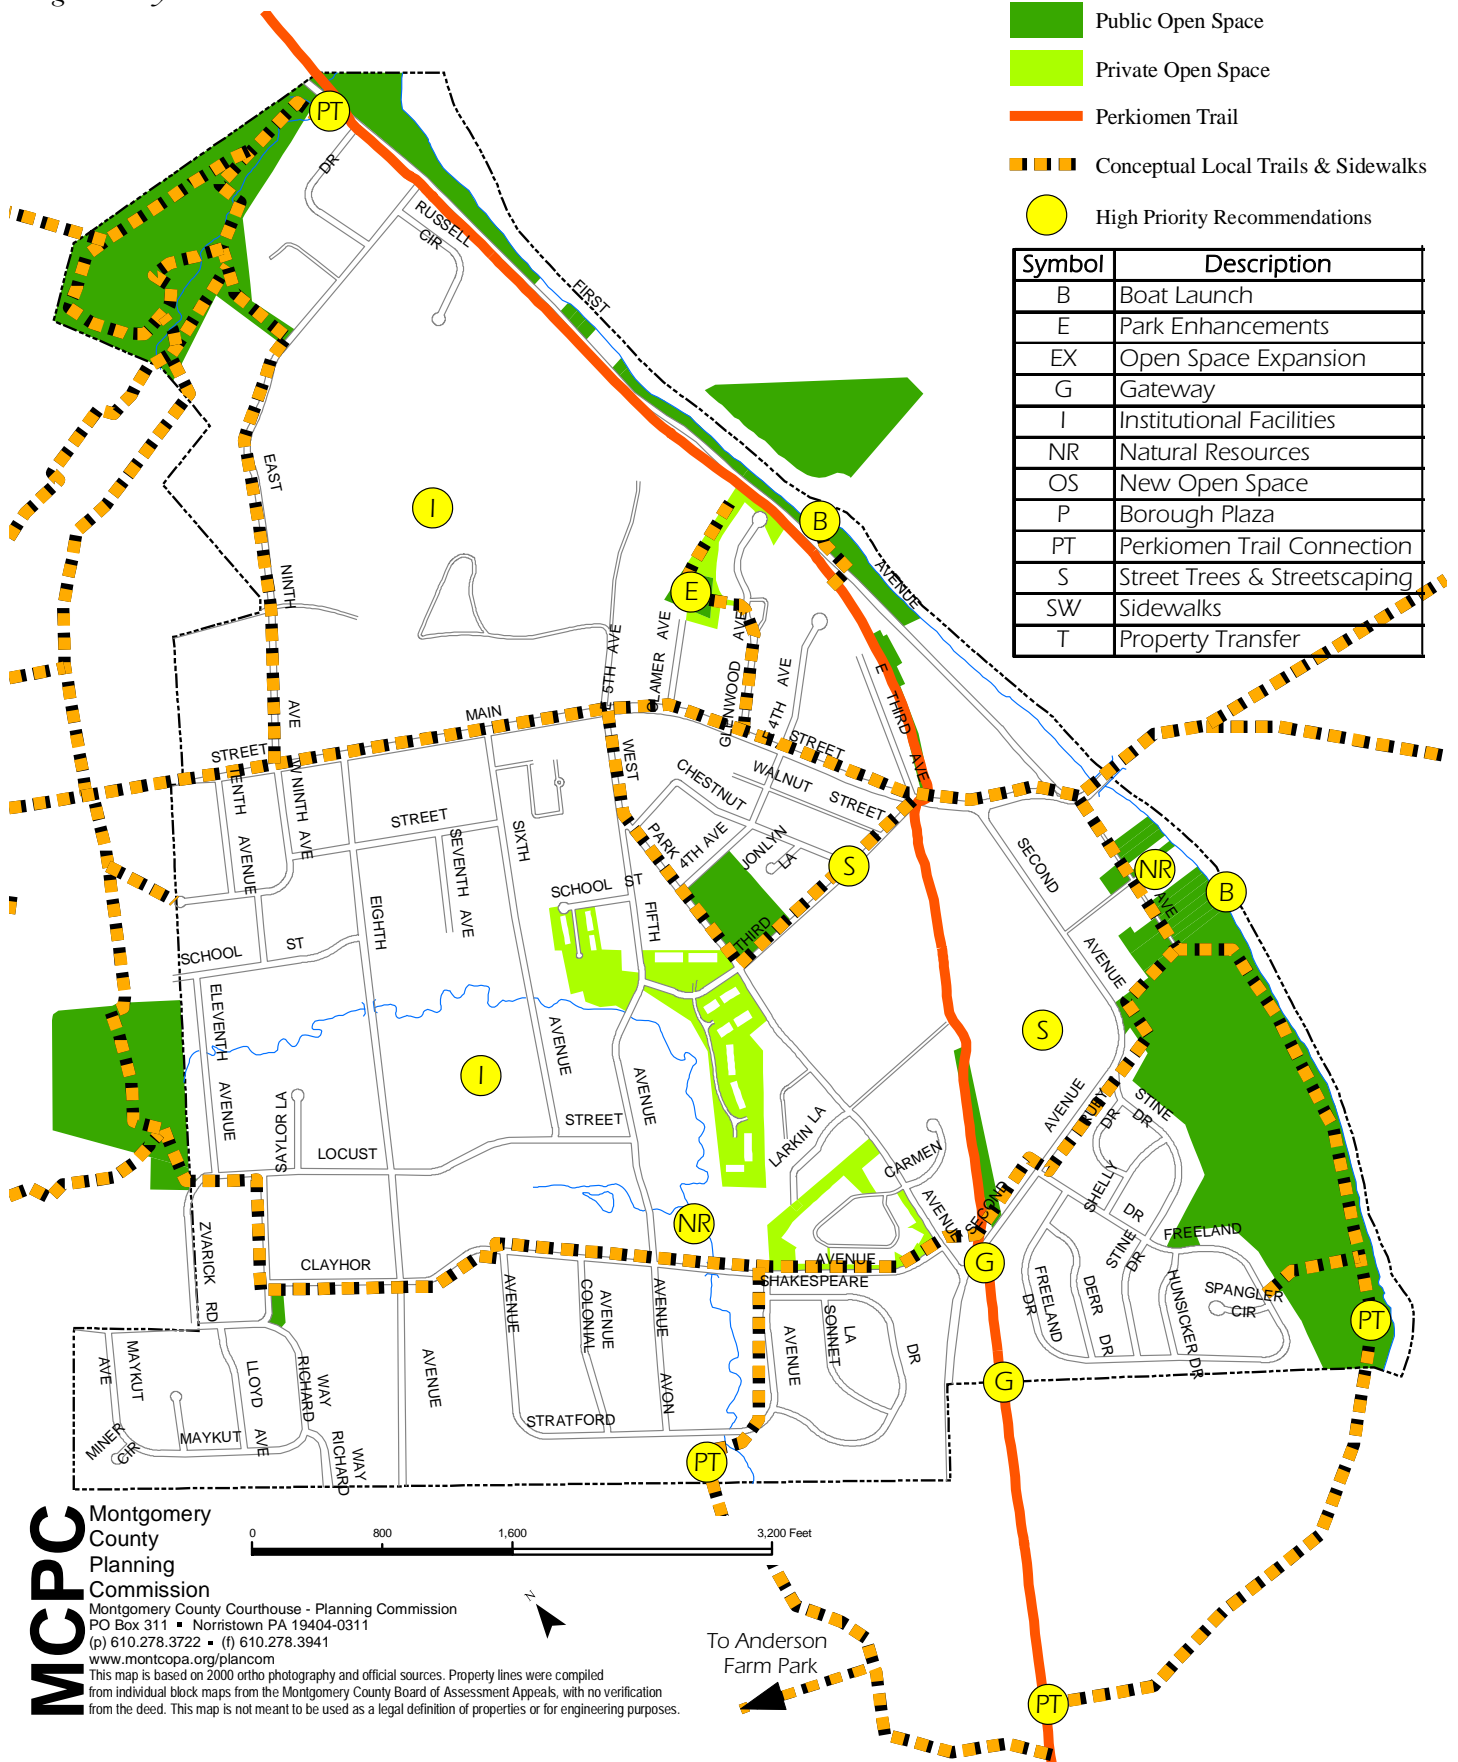 Public Open Space
Private Open Space
Perkiomen Trail
Conceptual Local Trails & Sidewalks
High Priority Recommendations
Symbol Description
B Boat Launch
E Park Enhancements
EX Open Space Expansion
G Gateway
I Institutional Facilities
NR Natural Resources
OS New Open Space
P Borough Plaza
PT Perkiomen Trail Connection
S Street Trees & Streetscaping
SW Sidewalks
T Property Transfer
PT
DR
RUSSELL
CIR
FIRST
AVENUE
EAST
NINTH
AVE
I
B
E
E 5TH AVE
CLAMER AVE
GLENWOOD AVE
E 4TH AVE
E THIRD AVE
MAIN
STREET
STREET
WEST
WALNUT
STREET
CHESTNUT
PARK
4TH AVE
JONLYN
LA
S
THIRD
TENTH
AVENUE
W NINTH AVE
STREET
SEVENTH AVE
SIXTH
AVENUE
EIGHTH
SCHOOL ST
SCHOOL ST
FIFTH
AVENUE
SECOND
AVENUE
NR
AVE
B
S
ELEVENTH
AVENUE
I
SAYLOR LA
LOCUST
STREET
LARKIN LA
CARMEN
AVENUE
SECOND
AVENUE
RUBY
DR
STINE
DR
SHELLY
DR
STINE
DR
FREELAND
HUNSICKER DR
SPANGLER
CIR
FREELAND
DR
DERR
DR
PT
G
G
NR
ZVARICK
RD
CLAYHOR
AVENUE
AVENUE
SHAKESPEARE
AVENUE
COLONIAL
AVENUE
AVENUE
AVON
AVENUE
LA
SONNET
DR
STRATFORD
AVENUE
AVE
MAYKUT
MINER
CIR
MAYKUT
LLOYD
AVE
RICHARD
WAY
RICHARD
WAY
PT
MCPC
Montgomery
County
Planning
Commission
0 800 1,600 3,200 Feet
N
Montgomery County Courthouse - Planning Commission
PO Box 311 ▪ Norristown PA 19404-0311
(p) 610.278.3722 ▪ (f) 610.278.3941
www.montcopa.org/plancom
This map is based on 2000 ortho photography and official sources. Property lines were compiled
from individual block maps from the Montgomery County Board of Assessment Appeals, with no verification
from the deed. This map is not meant to be used as a legal definition of properties or for engineering purposes.
To Anderson
Farm Park
PT